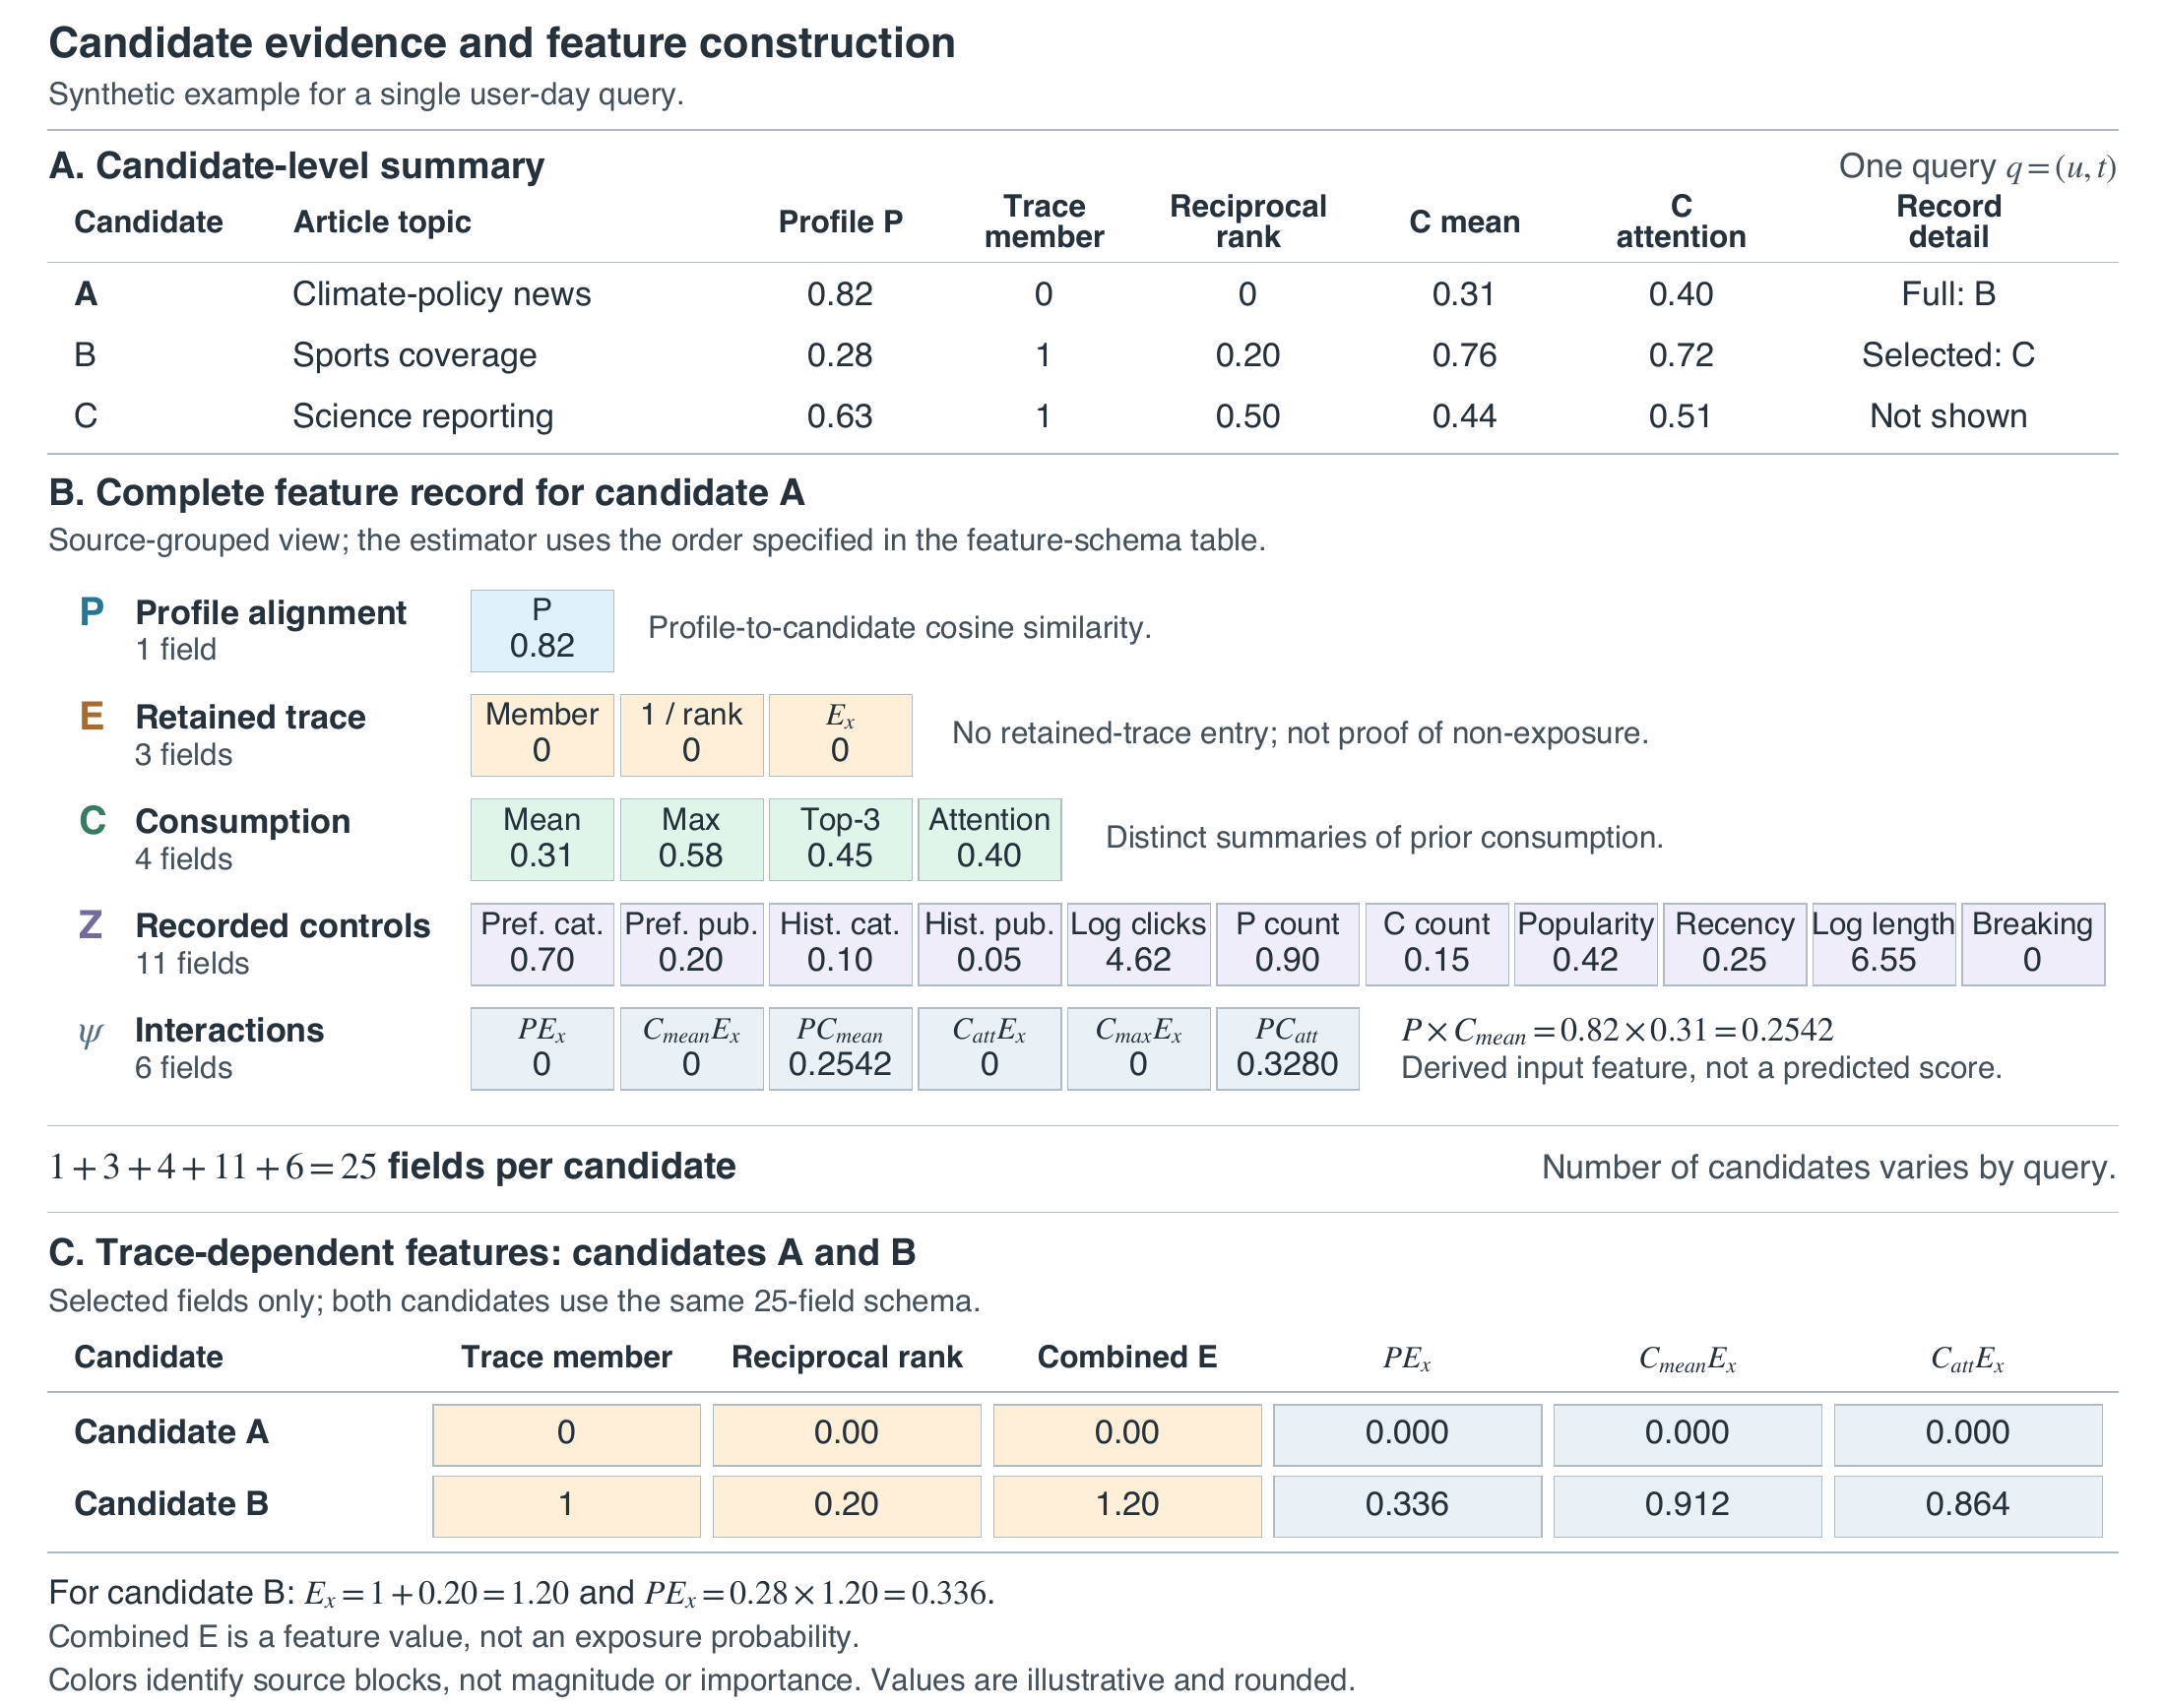 Candidate evidence and feature construction
Synthetic example for a single user-day query.
A. Candidate-level summary One query q=(u,t)
Candidate Article topic Profile P Trace member Reciprocal rank C mean C attention Record detail
A Climate-policy news 0.82 0 0 0.31 0.40 Full: B
B Sports coverage 0.28 1 0.20 0.76 0.72 Selected: C
C Science reporting 0.63 1 0.50 0.44 0.51 Not shown
B. Complete feature record for candidate A
Source-grouped view; the estimator uses the order specified in the feature-schema table.
P Profile alignment
1 field
P
0.82
Profile-to-candidate cosine similarity.
E Retained trace
3 fields
Member 1 / rank Eₓ
0 0 0
No retained-trace entry; not proof of non-exposure.
C Consumption
4 fields
Mean Max Top-3 Attention
0.31 0.58 0.45 0.40
Distinct summaries of prior consumption.
Z Recorded controls
11 fields
Pref. cat. Pref. pub. Hist. cat. Hist. pub. Log clicks P count C count Popularity Recency Log length Breaking
0.70 0.20 0.10 0.05 4.62 0.90 0.15 0.42 0.25 6.55 0
ψ Interactions
6 fields
PEₓ C_meanEₓ PC_mean C_attEₓ C_maxEₓ PC_att
0 0 0.2542 0 0 0.3280
P×C_mean=0.82×0.31=0.2542
Derived input feature, not a predicted score.
1+3+4+11+6=25 fields per candidate Number of candidates varies by query.
C. Trace-dependent features: candidates A and B
Selected fields only; both candidates use the same 25-field schema.
Candidate Trace member Reciprocal rank Combined E PEₓ C_meanEₓ C_attEₓ
Candidate A 0 0.00 0.00 0.000 0.000 0.000
Candidate B 1 0.20 1.20 0.336 0.912 0.864
For candidate B: Eₓ=1+0.20=1.20 and PEₓ=0.28×1.20=0.336.
Combined E is a feature value, not an exposure probability.
Colors identify source blocks, not magnitude or importance. Values are illustrative and rounded.